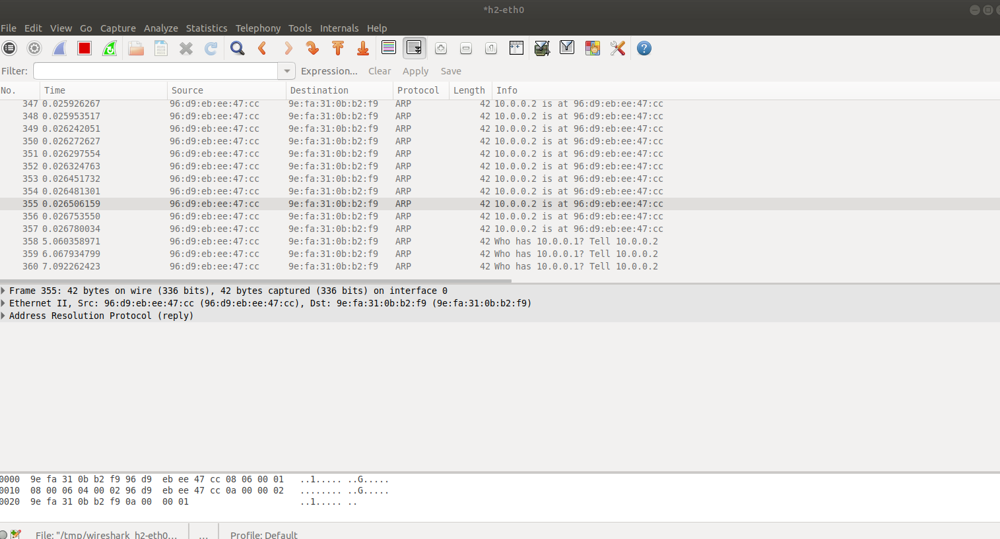 *h2-eth0
File Edit View Go Capture Analyze Statistics Telephony Tools Internals Help
Filter: Expression... Clear Apply Save
No. Time Source Destination Protocol Length Info
347 0.025926267 96:d9:eb:ee:47:cc 9e:fa:31:0b:b2:f9 ARP 42 10.0.0.2 is at 96:d9:eb:ee:47:cc
348 0.025953517 96:d9:eb:ee:47:cc 9e:fa:31:0b:b2:f9 ARP 42 10.0.0.2 is at 96:d9:eb:ee:47:cc
349 0.026242051 96:d9:eb:ee:47:cc 9e:fa:31:0b:b2:f9 ARP 42 10.0.0.2 is at 96:d9:eb:ee:47:cc
350 0.026272627 96:d9:eb:ee:47:cc 9e:fa:31:0b:b2:f9 ARP 42 10.0.0.2 is at 96:d9:eb:ee:47:cc
351 0.026297554 96:d9:eb:ee:47:cc 9e:fa:31:0b:b2:f9 ARP 42 10.0.0.2 is at 96:d9:eb:ee:47:cc
352 0.026324763 96:d9:eb:ee:47:cc 9e:fa:31:0b:b2:f9 ARP 42 10.0.0.2 is at 96:d9:eb:ee:47:cc
353 0.026451732 96:d9:eb:ee:47:cc 9e:fa:31:0b:b2:f9 ARP 42 10.0.0.2 is at 96:d9:eb:ee:47:cc
354 0.026481301 96:d9:eb:ee:47:cc 9e:fa:31:0b:b2:f9 ARP 42 10.0.0.2 is at 96:d9:eb:ee:47:cc
355 0.026506159 96:d9:eb:ee:47:cc 9e:fa:31:0b:b2:f9 ARP 42 10.0.0.2 is at 96:d9:eb:ee:47:cc
356 0.026753550 96:d9:eb:ee:47:cc 9e:fa:31:0b:b2:f9 ARP 42 10.0.0.2 is at 96:d9:eb:ee:47:cc
357 0.026780034 96:d9:eb:ee:47:cc 9e:fa:31:0b:b2:f9 ARP 42 10.0.0.2 is at 96:d9:eb:ee:47:cc
358 5.060358971 96:d9:eb:ee:47:cc 9e:fa:31:0b:b2:f9 ARP 42 Who has 10.0.0.1? Tell 10.0.0.2
359 6.067934799 96:d9:eb:ee:47:cc 9e:fa:31:0b:b2:f9 ARP 42 Who has 10.0.0.1? Tell 10.0.0.2
360 7.092262423 96:d9:eb:ee:47:cc 9e:fa:31:0b:b2:f9 ARP 42 Who has 10.0.0.1? Tell 10.0.0.2
Frame 355: 42 bytes on wire (336 bits), 42 bytes captured (336 bits) on interface 0
Ethernet II, Src: 96:d9:eb:ee:47:cc (96:d9:eb:ee:47:cc), Dst: 9e:fa:31:0b:b2:f9 (9e:fa:31:0b:b2:f9)
Address Resolution Protocol (reply)
0000 9e fa 31 0b b2 f9 96 d9 eb ee 47 cc 08 06 00 01 ..1..... ..G.....
0010 08 00 06 04 00 02 96 d9 eb ee 47 cc 0a 00 00 02 ........ ..G.....
0020 9e fa 31 0b b2 f9 0a 00 00 01 ..1..... ..
File: "/tmp/wireshark_h2-eth0... ... Profile: Default